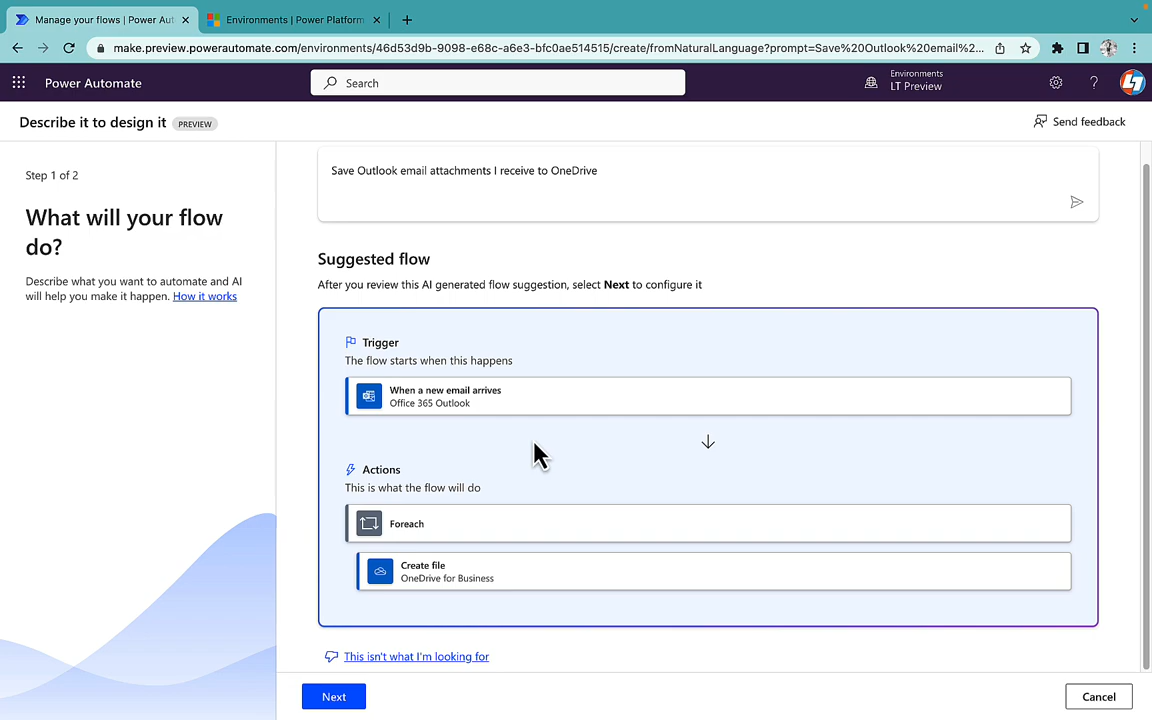 Manage your flows | Power Aut
Environments | Power Platform
make.preview.powerautomate.com/environments/46d53d9b-9098-e68c-a6e3-bfc0ae514515/create/fromNaturalLanguage?prompt=Save%20Outlook%20email%2...
Power Automate
Search
Environments
LT Preview
?
Describe it to design it PREVIEW
Send feedback
Step 1 of 2
What will your flow
do?
Describe what you want to automate and AI
will help you make it happen. How it works
Save Outlook email attachments I receive to OneDrive
Suggested flow
After you review this AI generated flow suggestion, select Next to configure it
Trigger
The flow starts when this happens
When a new email arrives
Office 365 Outlook
Actions
This is what the flow will do
Foreach
Create file
OneDrive for Business
This isn't what I'm looking for
Next
Cancel